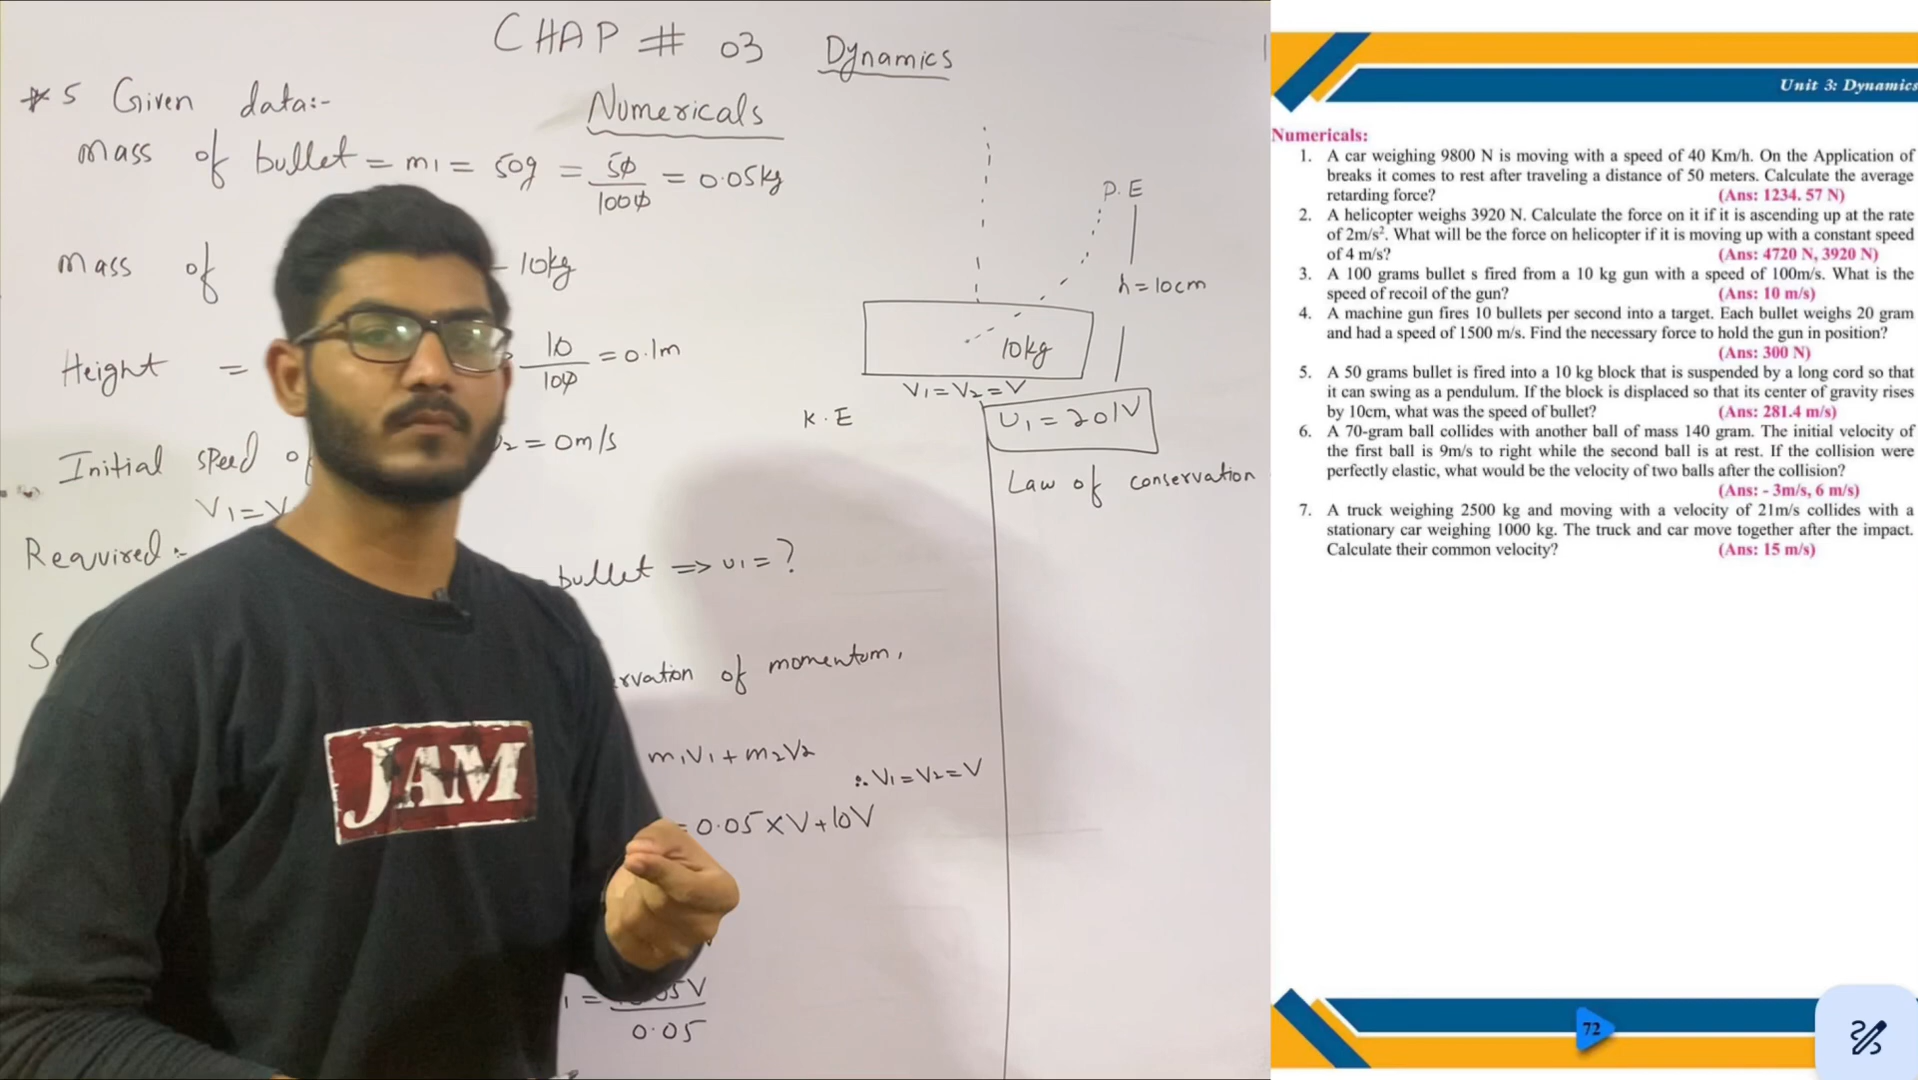 CHAP # 03 Dynamics
* 5 Given data:-
Numericals
Mass of bullet = m1 = 50g = 50/1000 = 0.05kg
Mass of
10kg
Height =
10/100 = 0.1m
Initial speed of
= 0m/s
V1=V
Required:-
bullet => U1 = ?
of momentum,
m1V1 + m2V2
∴ V1 = V2 = V
= 0.05 X V + 10V
=
0.05
JAM
P.E
h = 10cm
10kg
V1 = V2 = V
K.E
U1 = 201V
Law of conservation
Unit 3: Dynamics
Numericals:
1. A car weighing 9800 N is moving with a speed of 40 Km/h. On the Application of
breaks it comes to rest after traveling a distance of 50 meters. Calculate the average
retarding force? (Ans: 1234. 57 N)
2. A helicopter weighs 3920 N. Calculate the force on it if it is ascending up at the rate
of 2m/s². What will be the force on helicopter if it is moving up with a constant speed
of 4 m/s? (Ans: 4720 N, 3920 N)
3. A 100 grams bullet s fired from a 10 kg gun with a speed of 100m/s. What is the
speed of recoil of the gun? (Ans: 10 m/s)
4. A machine gun fires 10 bullets per second into a target. Each bullet weighs 20 gram
and had a speed of 1500 m/s. Find the necessary force to hold the gun in position?
(Ans: 300 N)
5. A 50 grams bullet is fired into a 10 kg block that is suspended by a long cord so that
it can swing as a pendulum. If the block is displaced so that its center of gravity rises
by 10cm, what was the speed of bullet? (Ans: 281.4 m/s)
6. A 70-gram ball collides with another ball of mass 140 gram. The initial velocity of
the first ball is 9m/s to right while the second ball is at rest. If the collision were
perfectly elastic, what would be the velocity of two balls after the collision?
(Ans: - 3m/s, 6 m/s)
7. A truck weighing 2500 kg and moving with a velocity of 21m/s collides with a
stationary car weighing 1000 kg. The truck and car move together after the impact.
Calculate their common velocity? (Ans: 15 m/s)
72